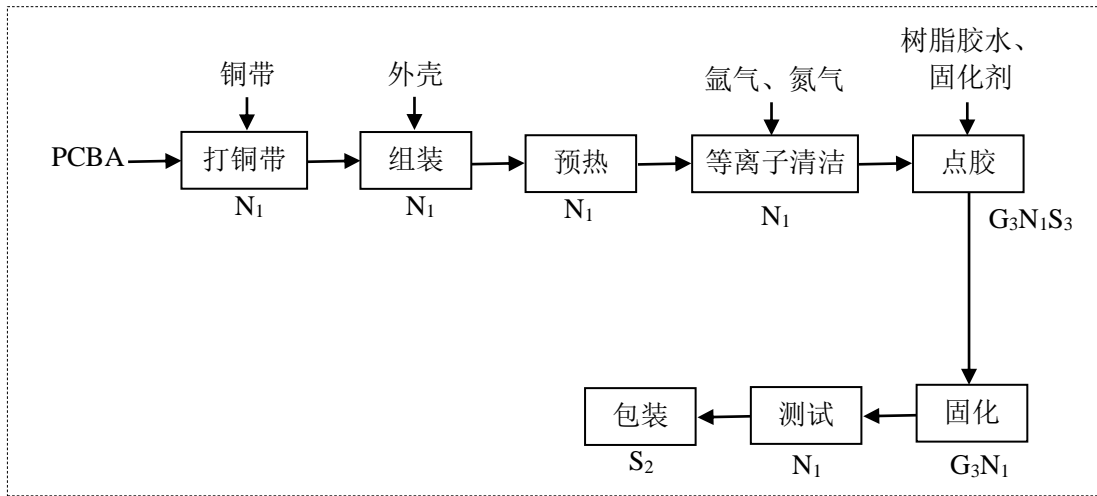 树脂胶水、
固化剂
铜带
外壳
氩气、氮气
PCBA
打铜带
组装
预热
等离子清洁
点胶
N₁
N₁
N₁
N₁
G₃N₁S₃
包装
测试
固化
S₂
N₁
G₃N₁